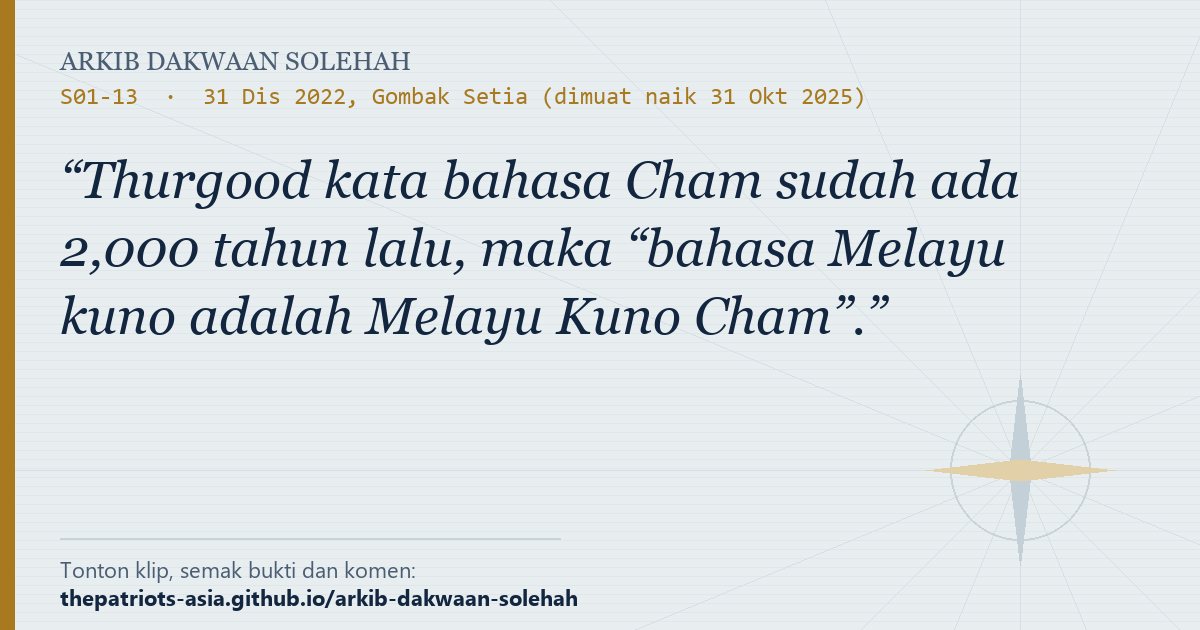 ARKIB DAKWAAN SOLEHAH
S01-13 · 31 Dis 2022, Gombak Setia (dimuat naik 31 Okt 2025)
“Thurgood kata bahasa Cham sudah ada
2,000 tahun lalu, maka “bahasa Melayu
kuno adalah Melayu Kuno Cham”.”
Tonton klip, semak bukti dan komen:
thepatriots-asia.github.io/arkib-dakwaan-solehah